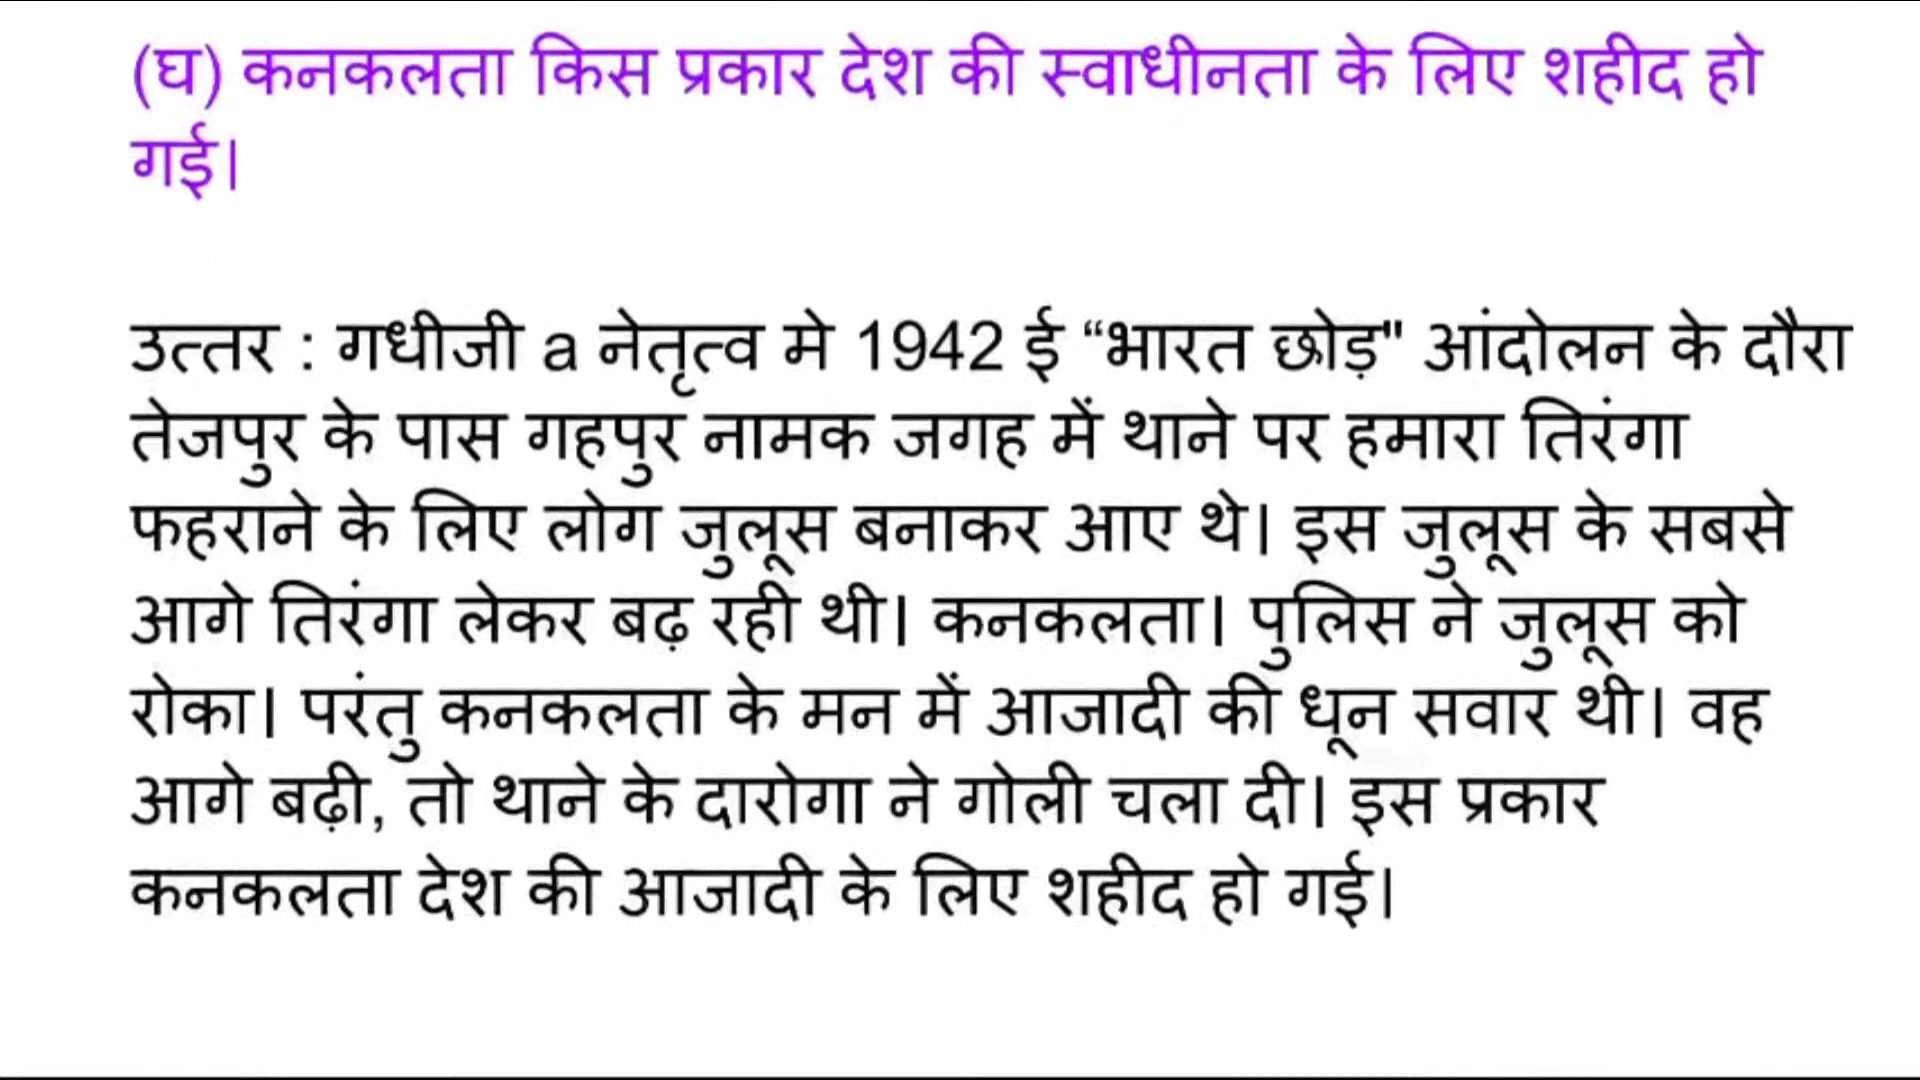 (घ) कनकलता किस प्रकार देश की स्वाधीनता के लिए शहीद हो
गई।
उत्तर : गधीजी a नेतृत्व मे 1942 ई “भारत छोड़" आंदोलन के दौरा
तेजपुर के पास गहपुर नामक जगह में थाने पर हमारा तिरंगा
फहराने के लिए लोग जुलूस बनाकर आए थे। इस जुलूस के सबसे
आगे तिरंगा लेकर बढ़ रही थी। कनकलता। पुलिस ने जुलूस को
रोका। परंतु कनकलता के मन में आजादी की धून सवार थी। वह
आगे बढ़ी, तो थाने के दारोगा ने गोली चला दी। इस प्रकार
कनकलता देश की आजादी के लिए शहीद हो गई।